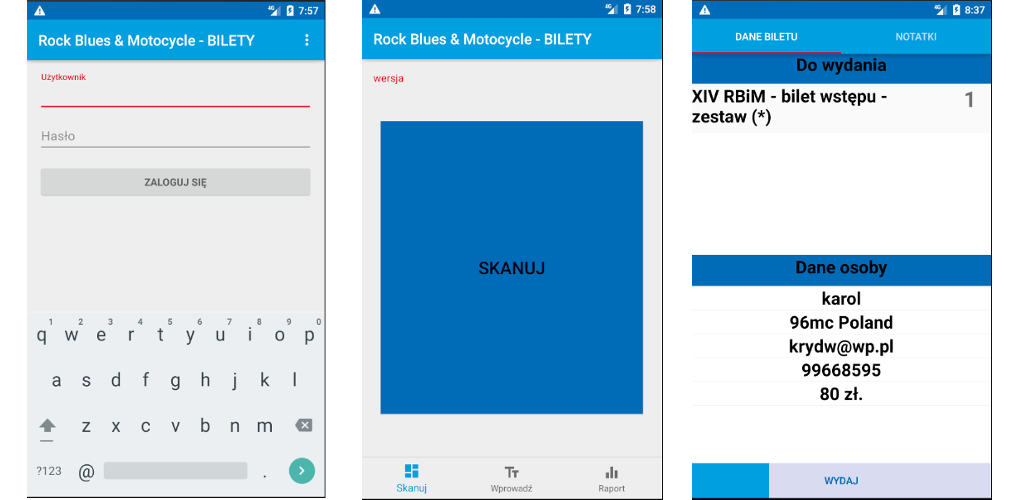 4G 7:57
Rock Blues & Motocycle - BILETY
Użytkownik
Hasło
ZALOGUJ SIĘ
1 2 3 4 5 6 7 8 9 0
q w e r t y u i o p
a s d f g h j k l
z x c v b n m
?123 @ .
4G 7:58
Rock Blues & Motocycle - BILETY
wersja
SKANUJ
Skanuj Wprowadź Raport
4G 8:37
DANE BILETU NOTATKI
Do wydania
XIV RBiM - bilet wstępu - 1
zestaw (*)
Dane osoby
karol
96mc Poland
krydw@wp.pl
99668595
80 zł.
WYDAJ